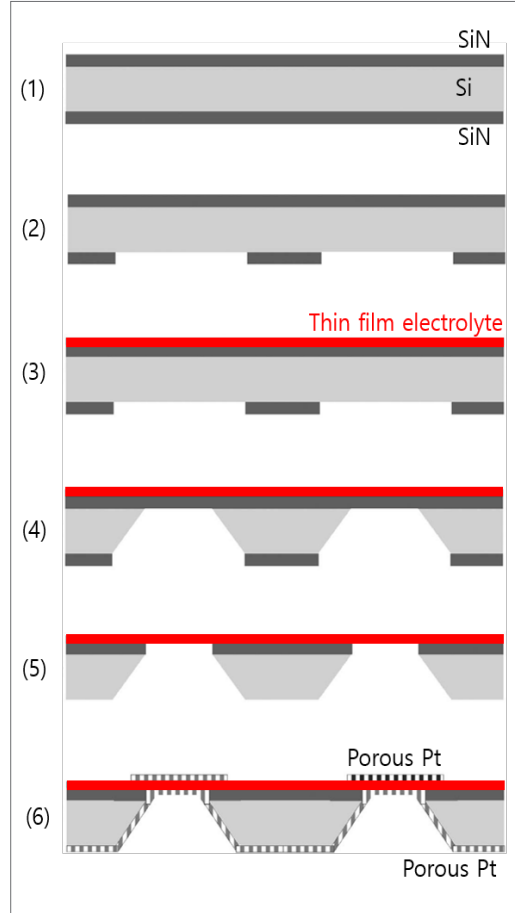 SiN
(1)
Si
SiN
(2)
Thin film electrolyte
(3)
(4)
(5)
Porous Pt
(6)
Porous Pt